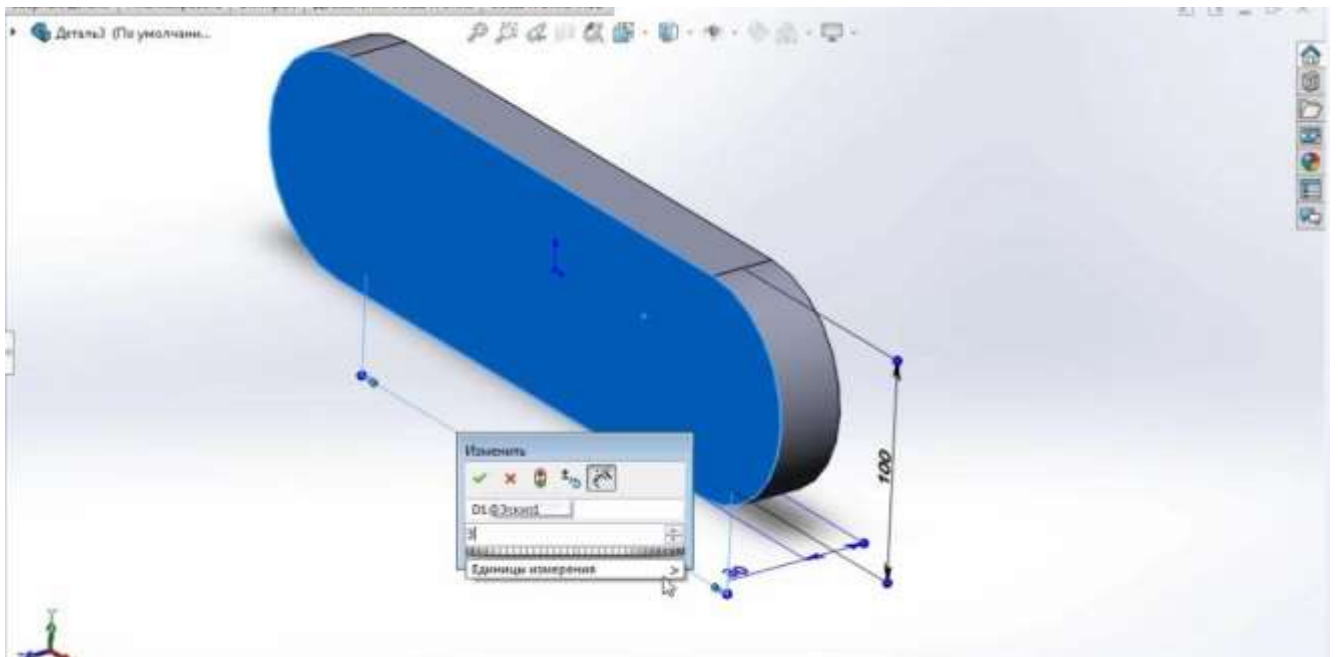 Деталь3 (По умолчани...
Изменить
D1@Эскиз1
3
Единицы измерения
100